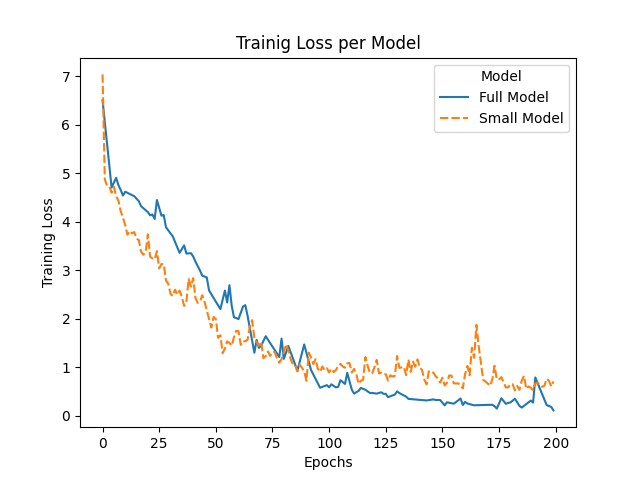 Trainig Loss per Model
Model
Full Model
Small Model
7
6
5
4
3
2
1
0
Training Loss
0 25 50 75 100 125 150 175 200
Epochs